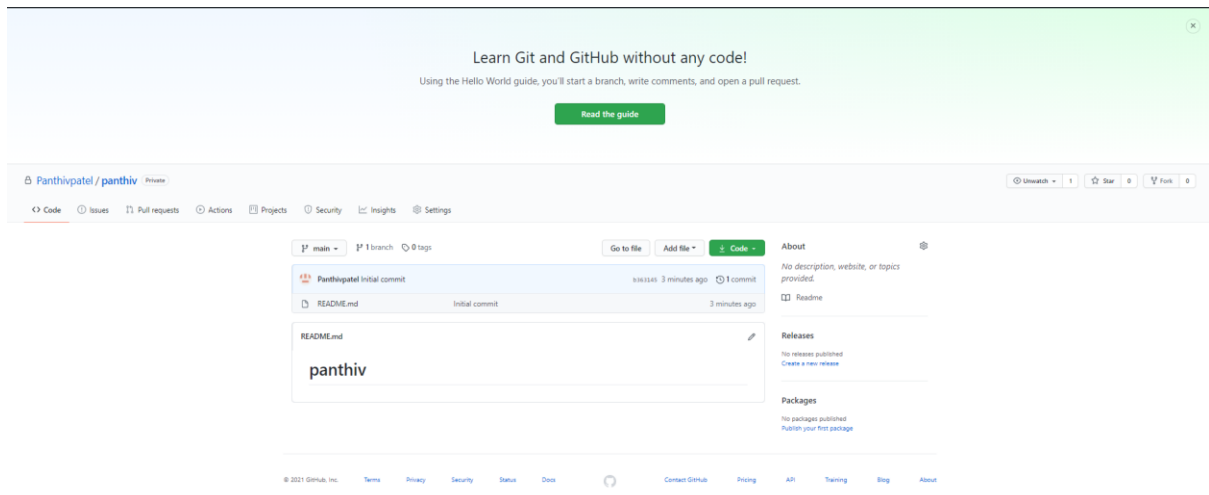 Learn Git and GitHub without any code!
Using the Hello World guide, you'll start a branch, write comments, and open a pull request.
Read the guide
Panthivpatel / panthiv Private
Unwatch 1 Star 0 Fork 0
Code Issues Pull requests Actions Projects Security Insights Settings
main 1 branch 0 tags Go to file Add file Code
Panthivpatel Initial commit 3 minutes ago 1 commit
README.md Initial commit 3 minutes ago
README.md
panthiv
About
No description, website, or topics
provided.
Readme
Releases
No releases published
Create a new release
Packages
No packages published
Publish your first package
© 2021 GitHub, Inc. Terms Privacy Security Status Docs Contact GitHub Pricing API Training Blog About